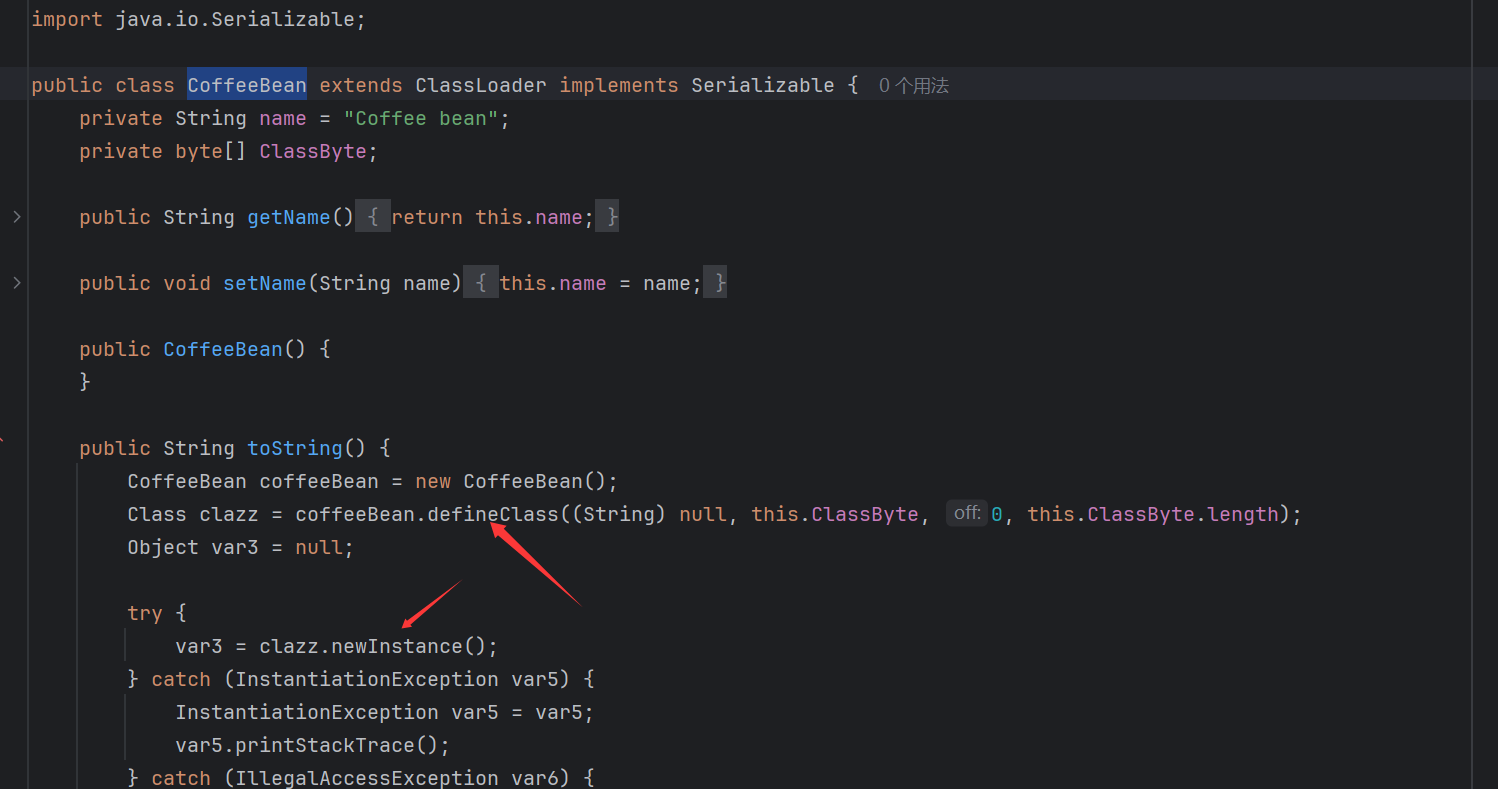 import java.io.Serializable;
public class CoffeeBean extends ClassLoader implements Serializable { 0 个用法
private String name = "Coffee bean";
private byte[] ClassByte;
public String getName() { return this.name; }
public void setName(String name) { this.name = name; }
public CoffeeBean() {
}
public String toString() {
CoffeeBean coffeeBean = new CoffeeBean();
Class clazz = coffeeBean.defineClass((String) null, this.ClassByte, off: 0, this.ClassByte.length);
Object var3 = null;
try {
var3 = clazz.newInstance();
} catch (InstantiationException var5) {
InstantiationException var5 = var5;
var5.printStackTrace();
} catch (IllegalAccessException var6) {